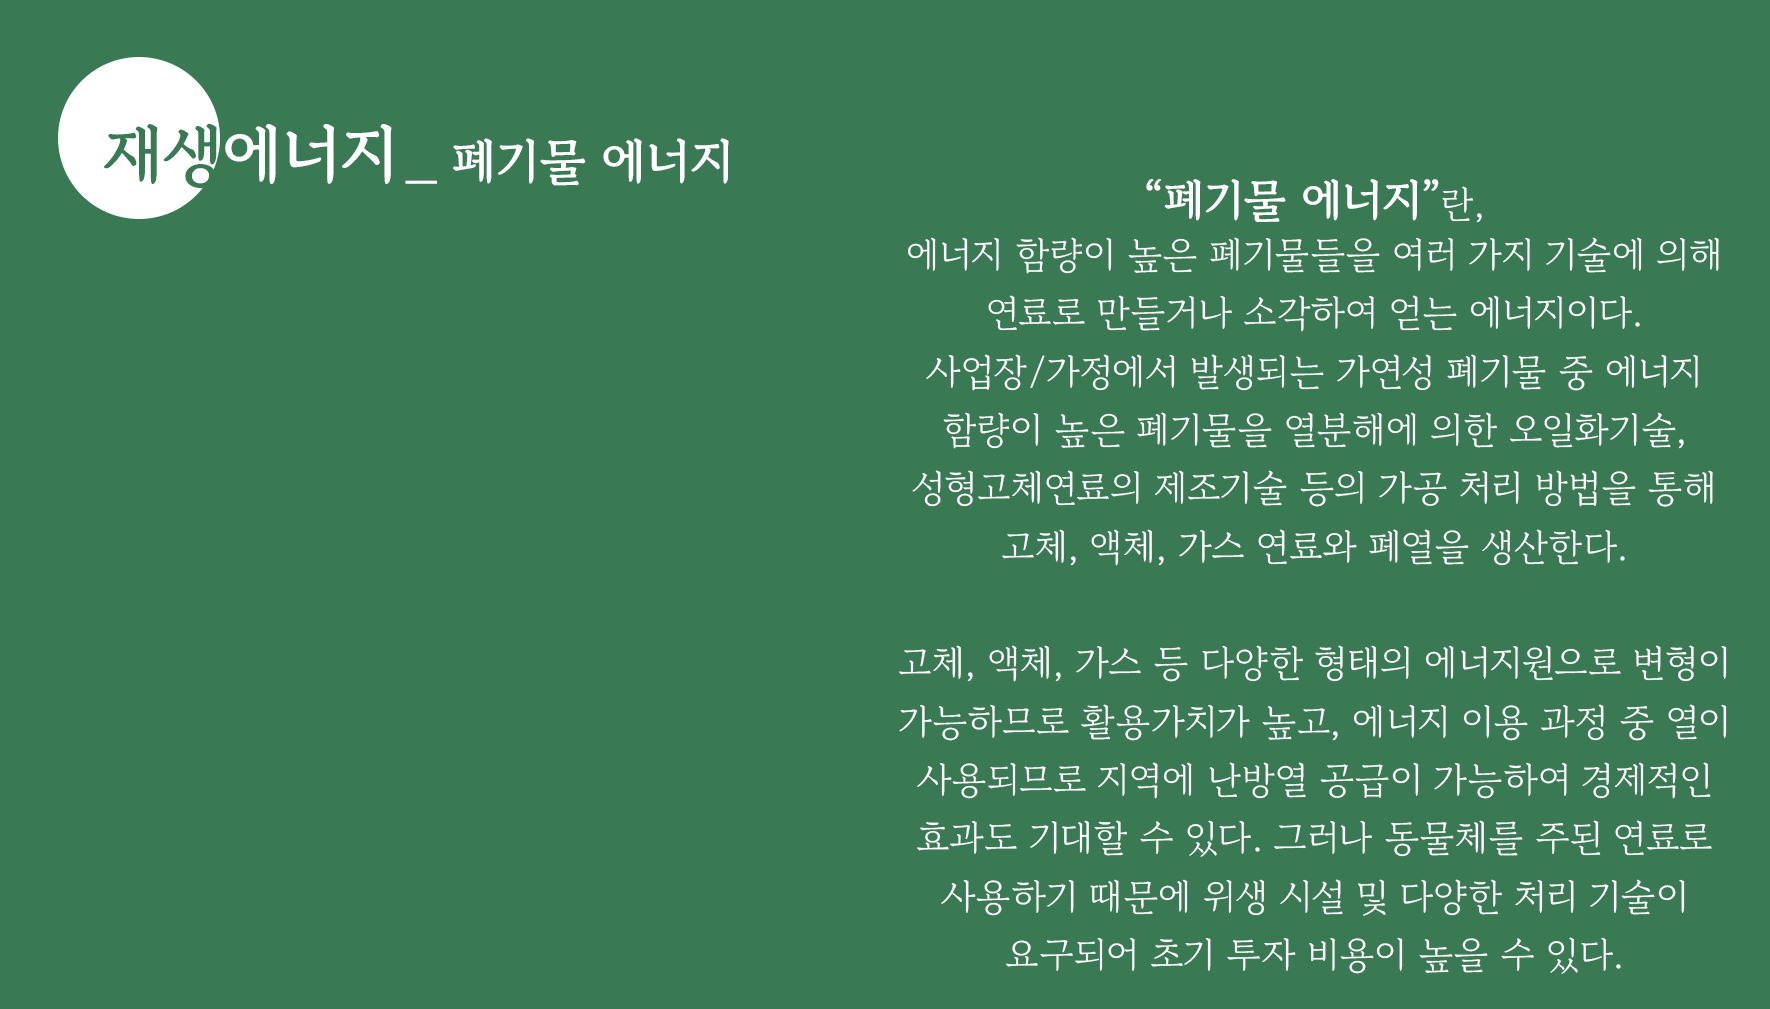 재생에너지_ 폐기물 에너지
“폐기물 에너지”란,
에너지 함량이 높은 폐기물들을 여러 가지 기술에 의해
연료로 만들거나 소각하여 얻는 에너지이다.
사업장/가정에서 발생되는 가연성 폐기물 중 에너지
함량이 높은 폐기물을 열분해에 의한 오일화기술,
성형고체연료의 제조기술 등의 가공 처리 방법을 통해
고체, 액체, 가스 연료와 폐열을 생산한다.
고체, 액체, 가스 등 다양한 형태의 에너지원으로 변형이
가능하므로 활용가치가 높고, 에너지 이용 과정 중 열이
사용되므로 지역에 난방열 공급이 가능하여 경제적인
효과도 기대할 수 있다. 그러나 동물체를 주된 연료로
사용하기 때문에 위생 시설 및 다양한 처리 기술이
요구되어 초기 투자 비용이 높을 수 있다.